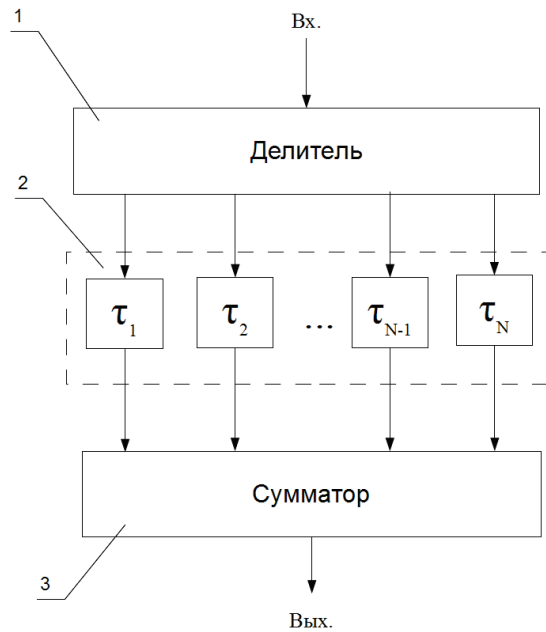 1
Вх.
Делитель
2
τ1 τ2 ... τN-1 τN
Сумматор
3
Вых.